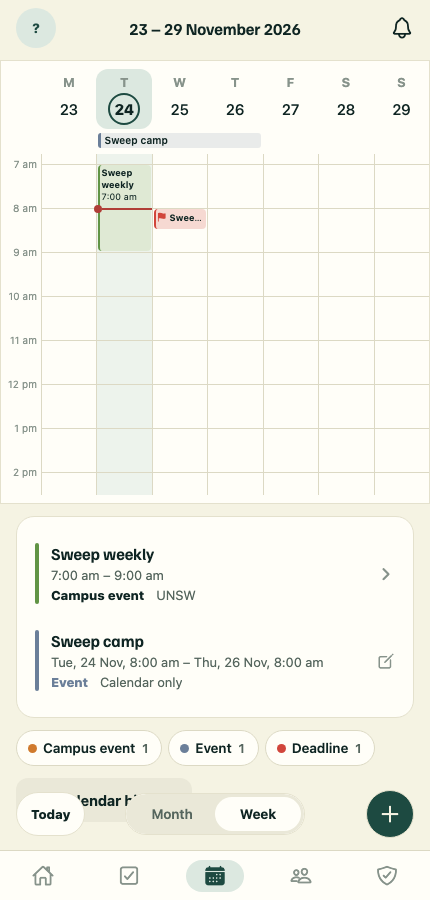 ?
23 – 29 November 2026
M T W T F S S
23 24 25 26 27 28 29
Sweep camp
7 am
Sweep
weekly
7:00 am
8 am
Swee...
9 am
10 am
11 am
12 pm
1 pm
2 pm
Sweep weekly
7:00 am – 9:00 am
Campus event UNSW
Sweep camp
Tue, 24 Nov, 8:00 am – Thu, 26 Nov, 8:00 am
Event Calendar only
Campus event 1 Event 1 Deadline 1
Today Month Week